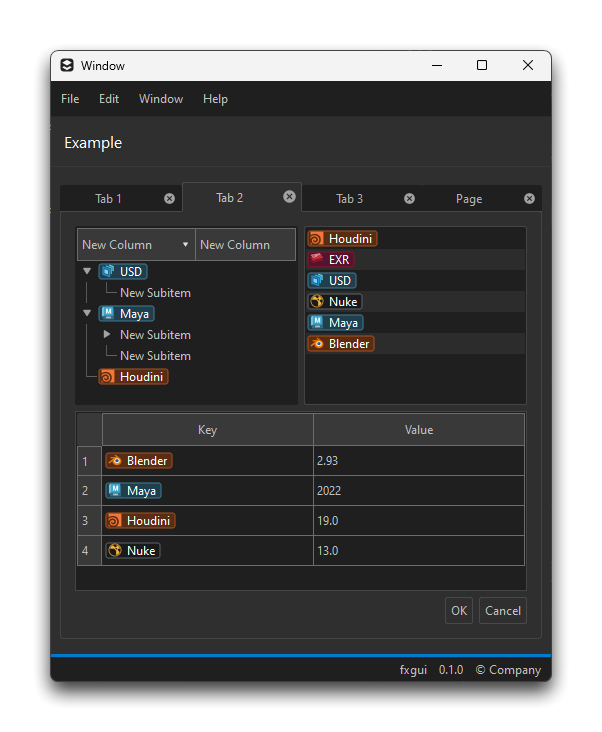 Window
File Edit Window Help
Example
Tab 1 Tab 2 Tab 3 Page
New Column New Column
USD
New Subitem
Maya
New Subitem
New Subitem
Houdini
Houdini
EXR
USD
Nuke
Maya
Blender
Key Value
1 Blender 2.93
2 Maya 2022
3 Houdini 19.0
4 Nuke 13.0
OK Cancel
fxgui 0.1.0 © Company